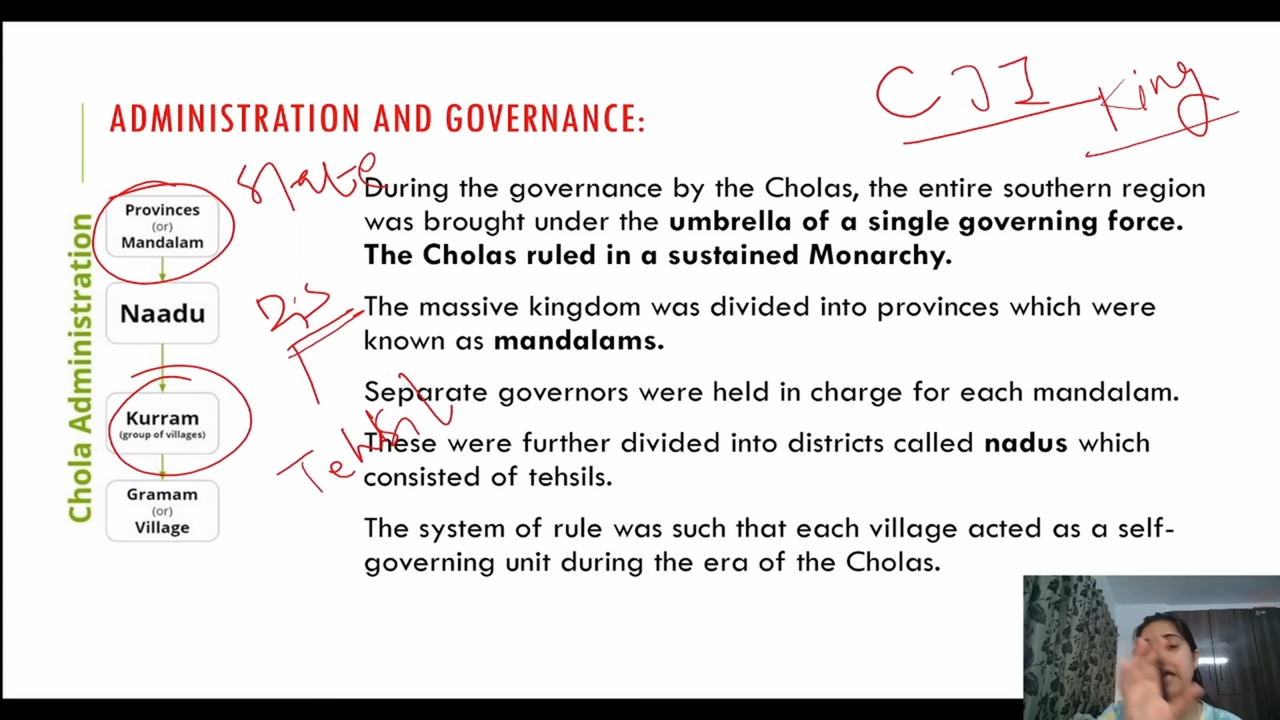 CJI King
ADMINISTRATION AND GOVERNANCE:
State
Chola Administration
Provinces
(or)
Mandalam
Naadu
Dis
Kurram
(group of villages)
Tehsil
Gramam
(or)
Village
During the governance by the Cholas, the entire southern region
was brought under the umbrella of a single governing force.
The Cholas ruled in a sustained Monarchy.
The massive kingdom was divided into provinces which were
known as mandalams.
Separate governors were held in charge for each mandalam.
These were further divided into districts called nadus which
consisted of tehsils.
The system of rule was such that each village acted as a self-
governing unit during the era of the Cholas.